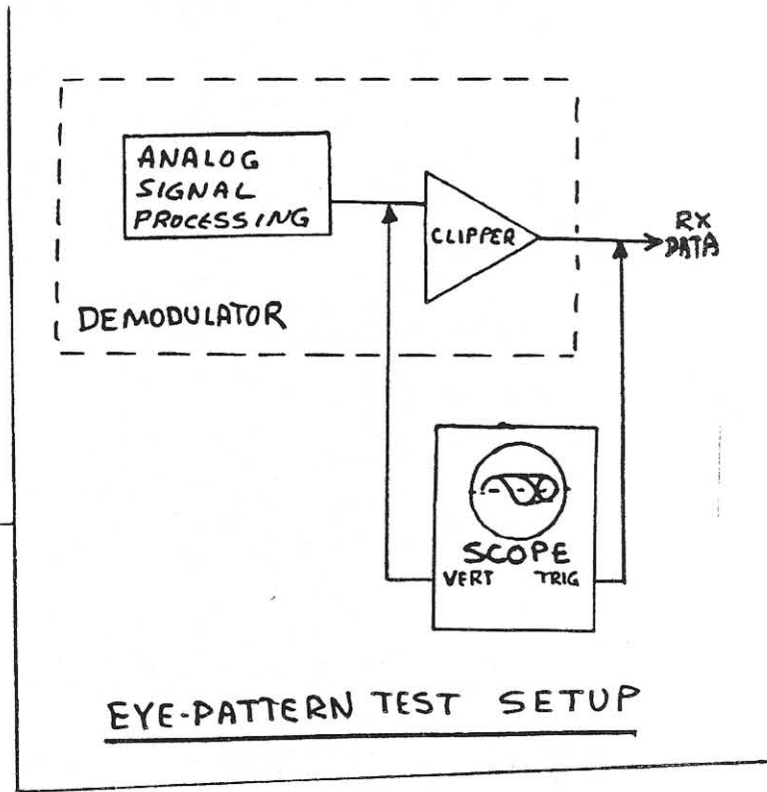 ANALOG
SIGNAL
PROCESSING
CLIPPER
RX
DATA
DEMODULATOR
SCOPE
VERT TRIG
EYE-PATTERN TEST SETUP